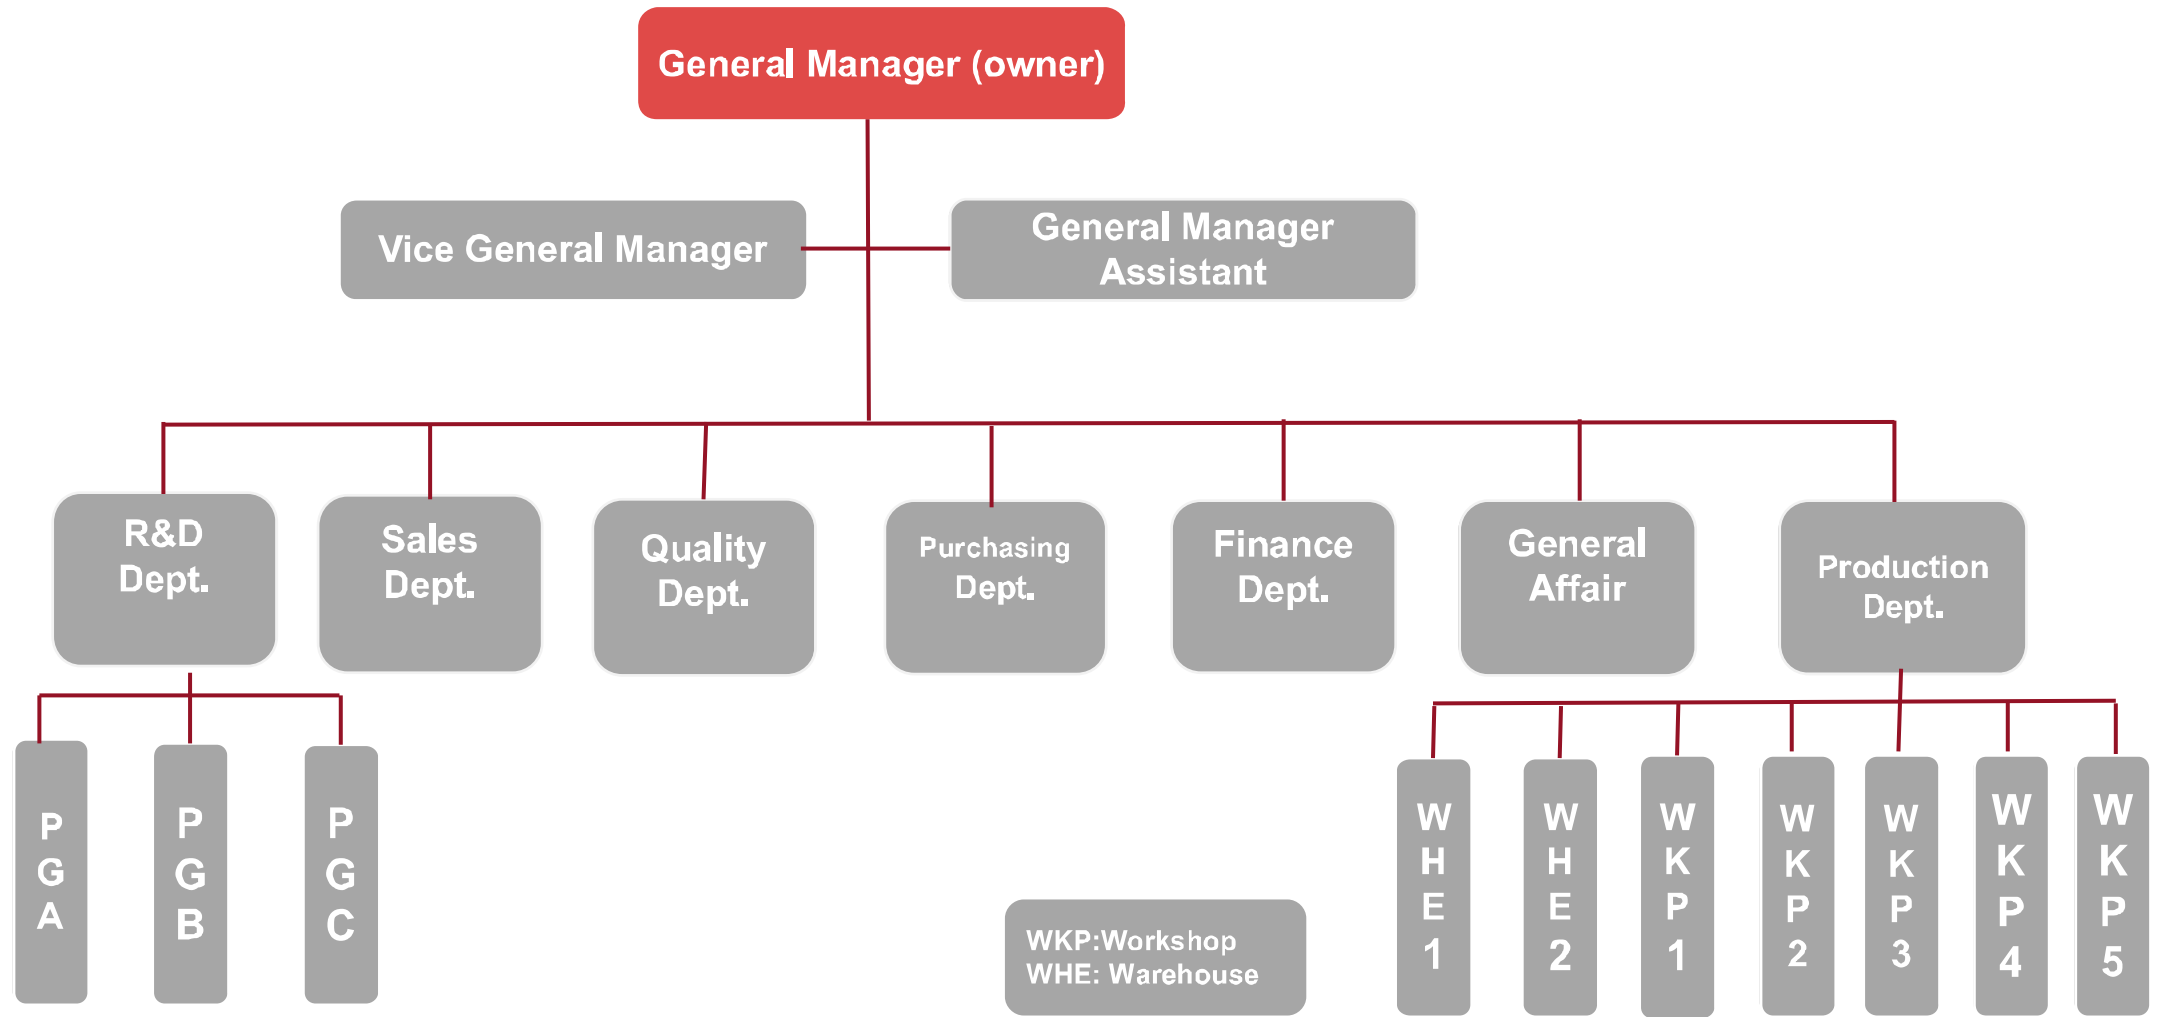 General Manager (owner)
Vice General Manager
General Manager
Assistant
R&D
Dept.
Sales
Dept.
Quality
Dept.
Purchasing
Dept.
Finance
Dept.
General
Affair
Production
Dept.
P
G
A
P
G
B
P
G
C
W
H
E
1
W
H
E
2
W
K
P
1
W
K
P
2
W
K
P
3
W
K
P
4
W
K
P
5
WKP:Workshop
WHE: Warehouse